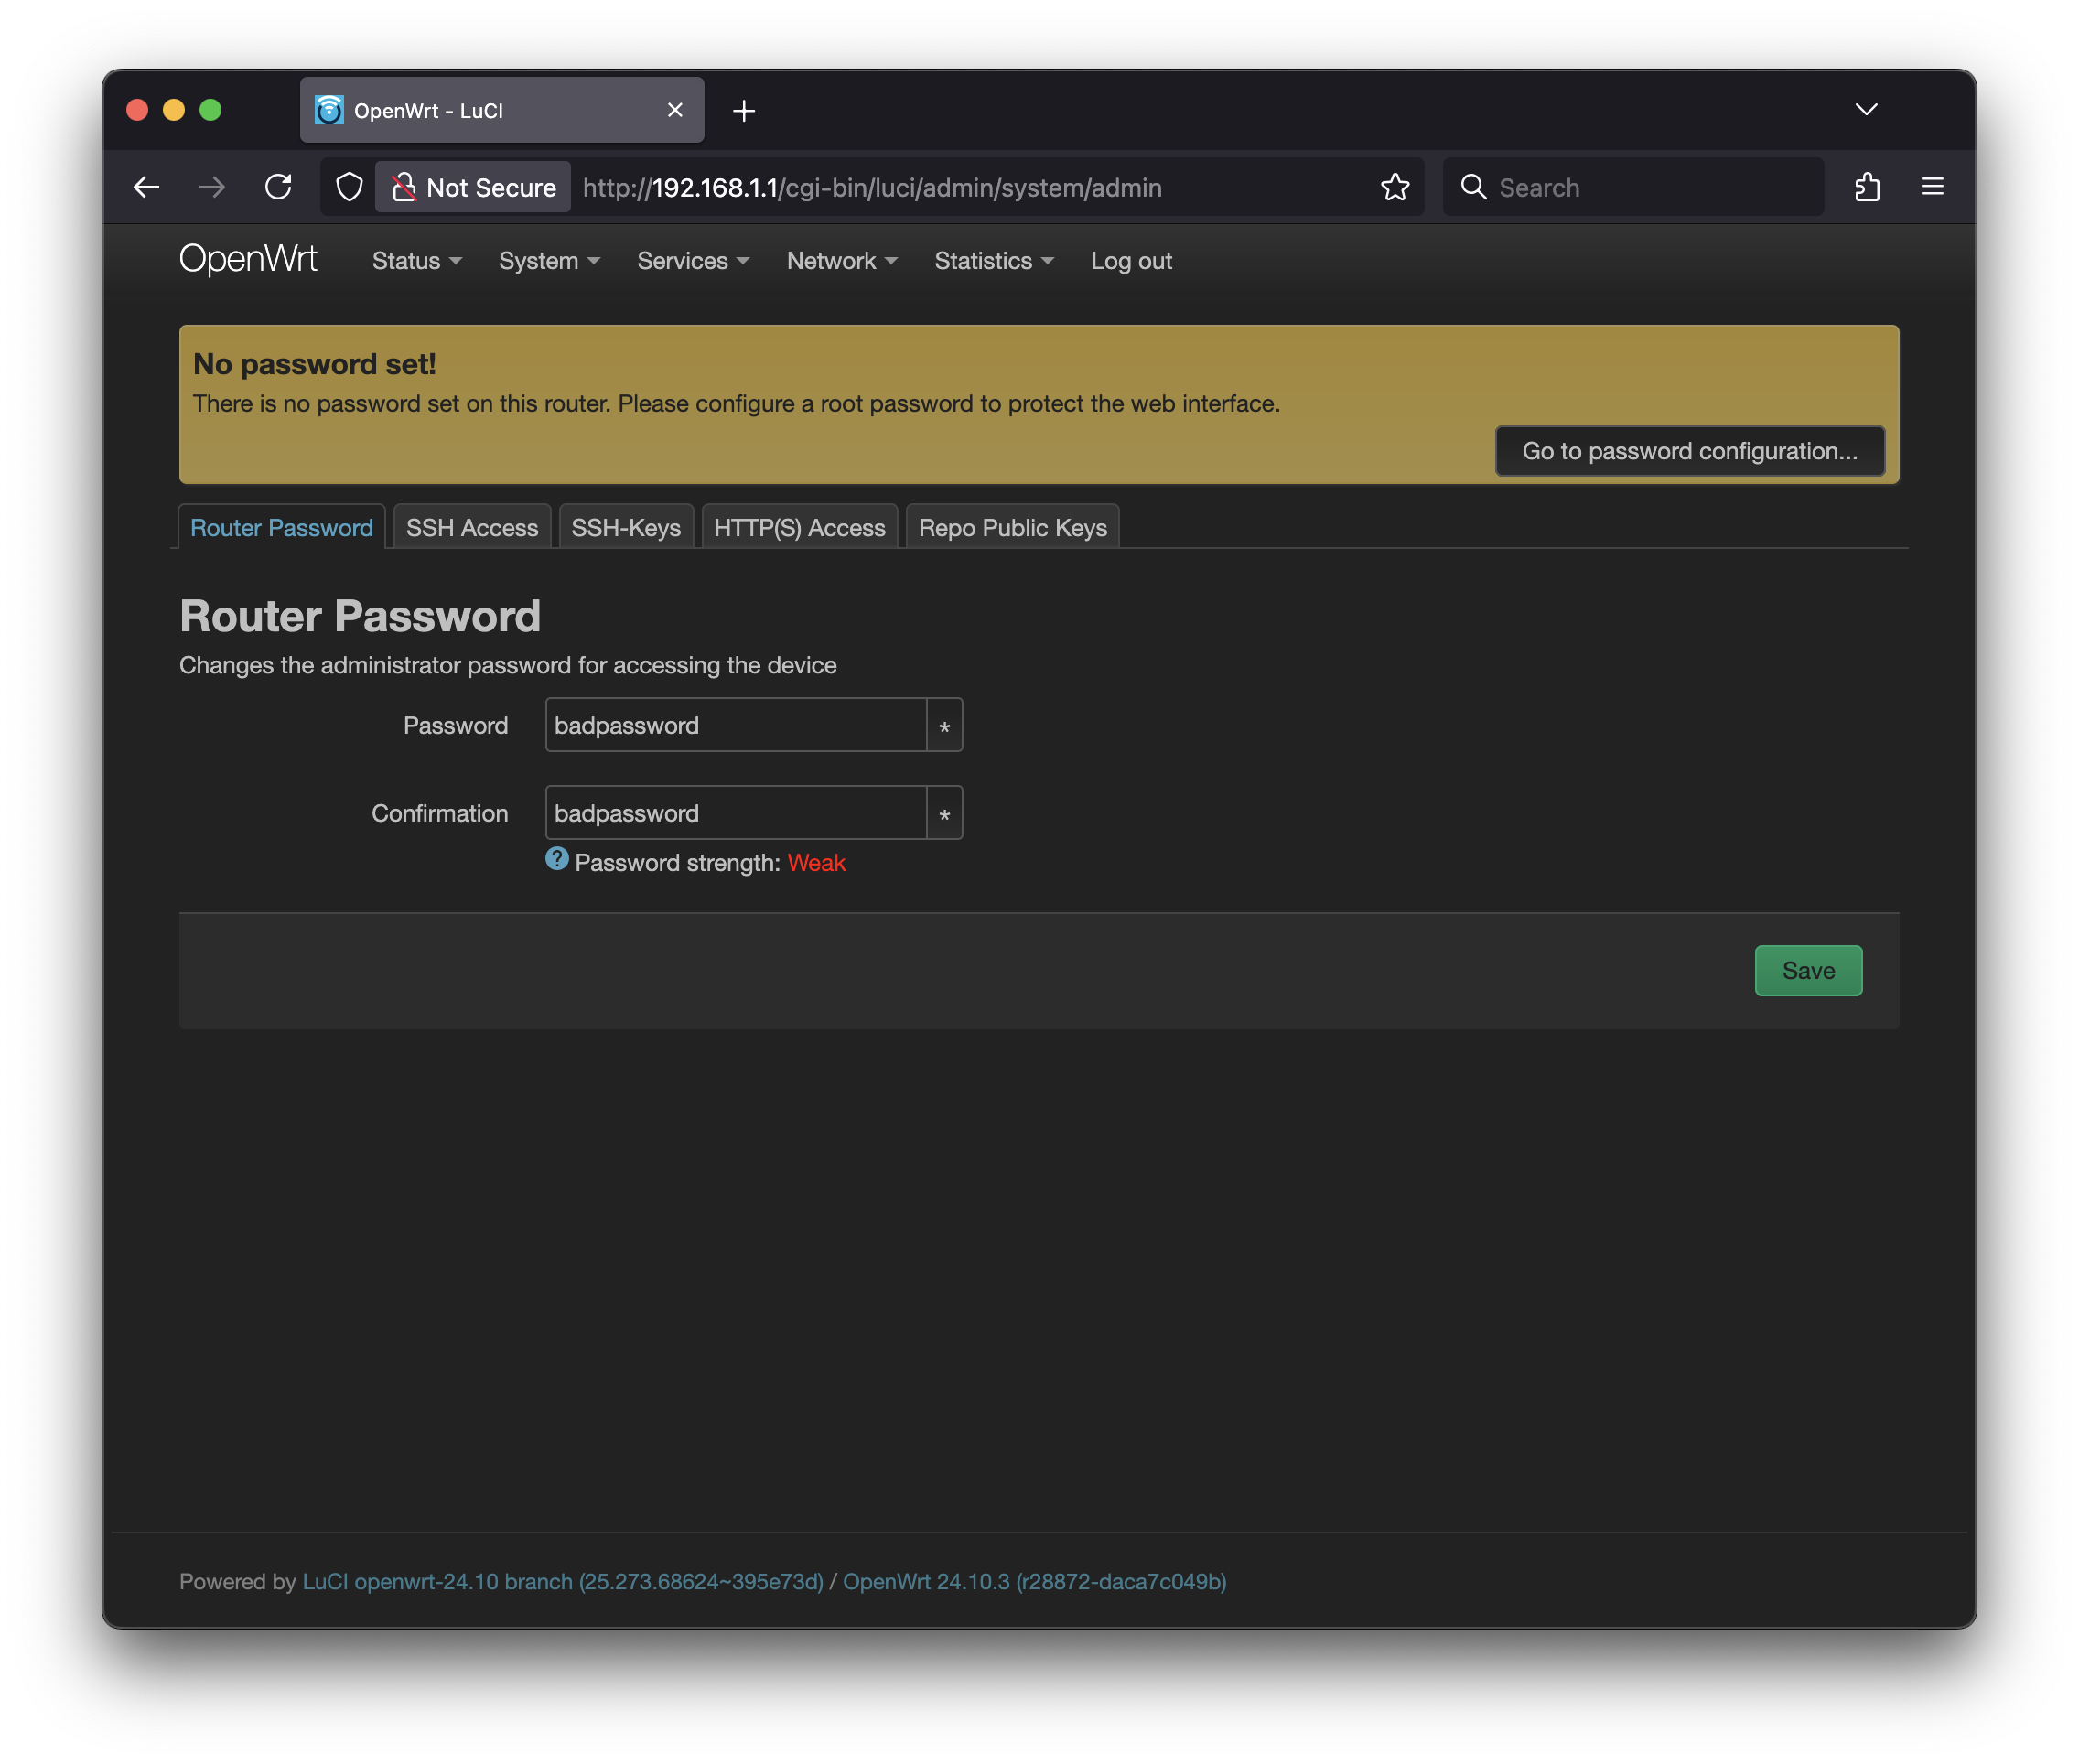 OpenWrt - LuCI
Not Secure http://192.168.1.1/cgi-bin/luci/admin/system/admin Search
OpenWrt Status System Services Network Statistics Log out
No password set!
There is no password set on this router. Please configure a root password to protect the web interface.
Go to password configuration...
Router Password SSH Access SSH-Keys HTTP(S) Access Repo Public Keys
Router Password
Changes the administrator password for accessing the device
Password badpassword *
Confirmation badpassword *
? Password strength: Weak
Save
Powered by LuCI openwrt-24.10 branch (25.273.68624~395e73d) / OpenWrt 24.10.3 (r28872-daca7c049b)